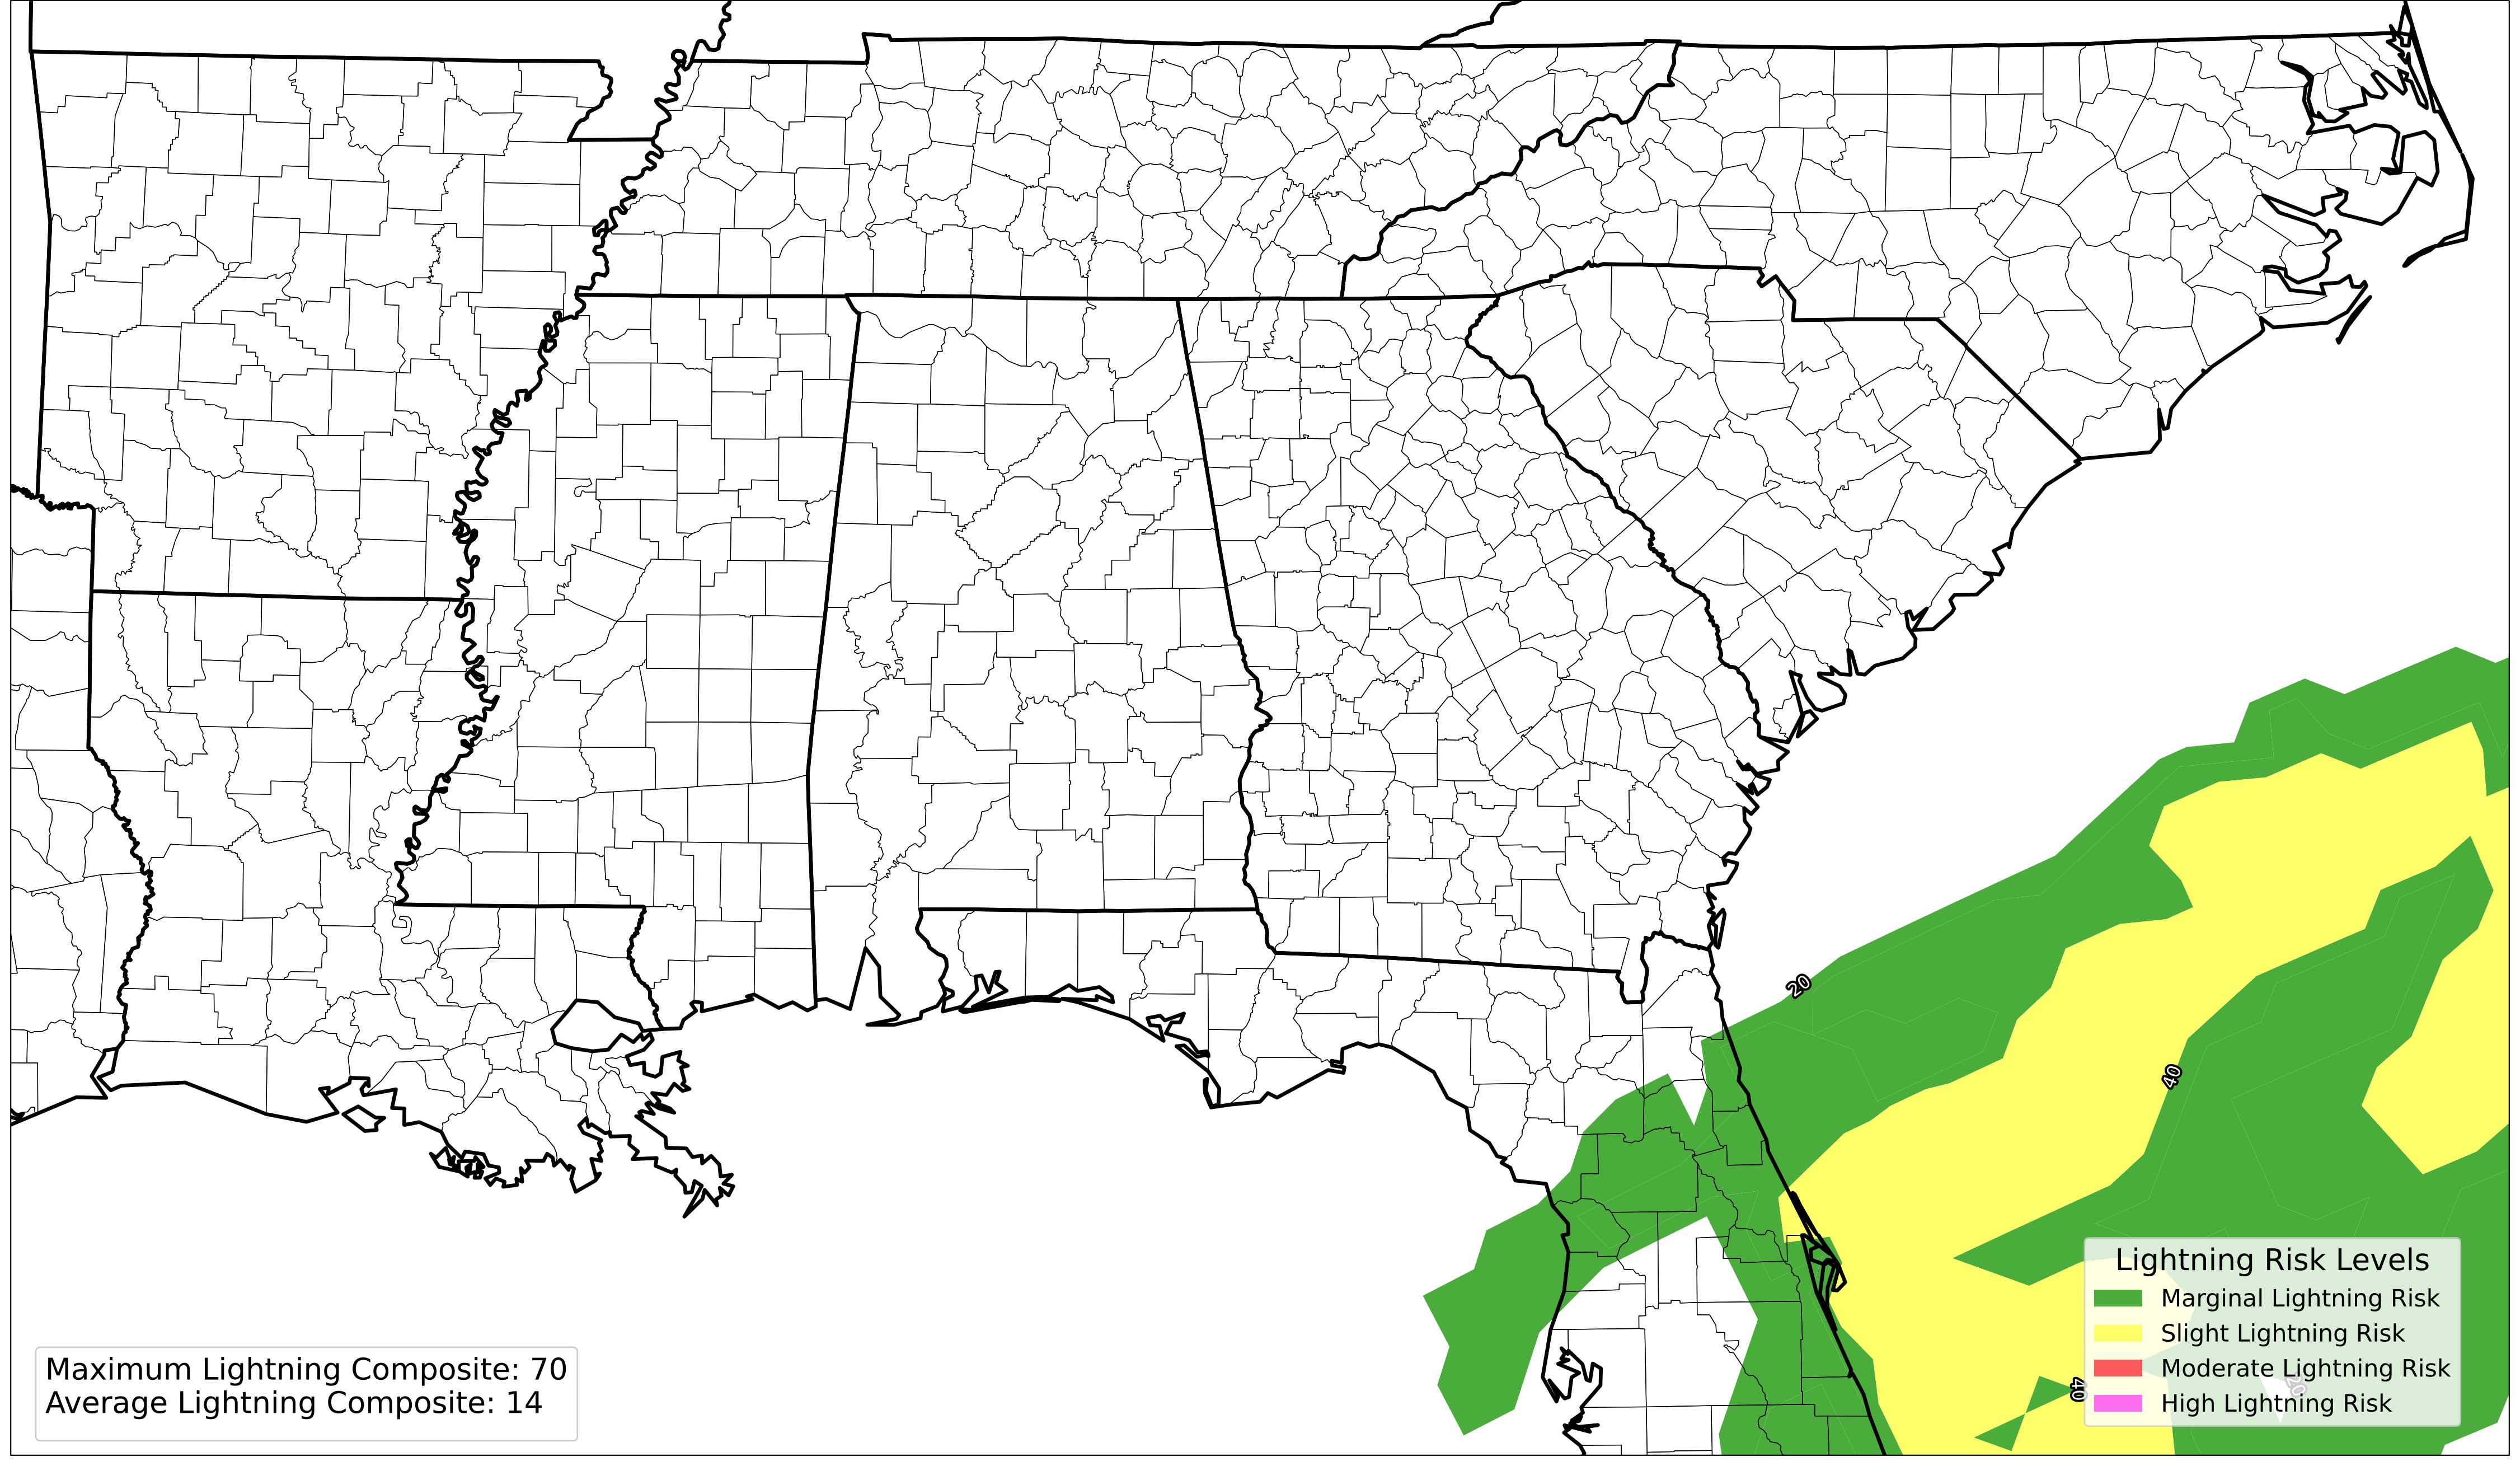 20
40
Lightning Risk Levels
Marginal Lightning Risk
Slight Lightning Risk
Moderate Lightning Risk
High Lightning Risk
40
20
Maximum Lightning Composite: 70
Average Lightning Composite: 14